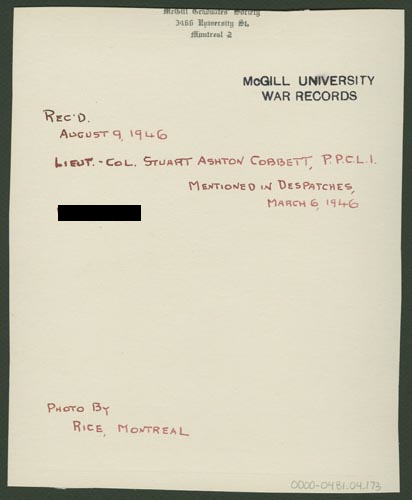 McGill Graduates' Society
3466 University St.
Montreal 2
McGILL UNIVERSITY
WAR RECORDS
REC'D.
AUGUST 9, 1946
LIEUT.-COL. STUART ASHTON COBBETT, P.P.C.L.I.
MENTIONED IN DESPATCHES,
MARCH 6, 1946
PHOTO BY
RICE, MONTREAL
0000-0481.04.173